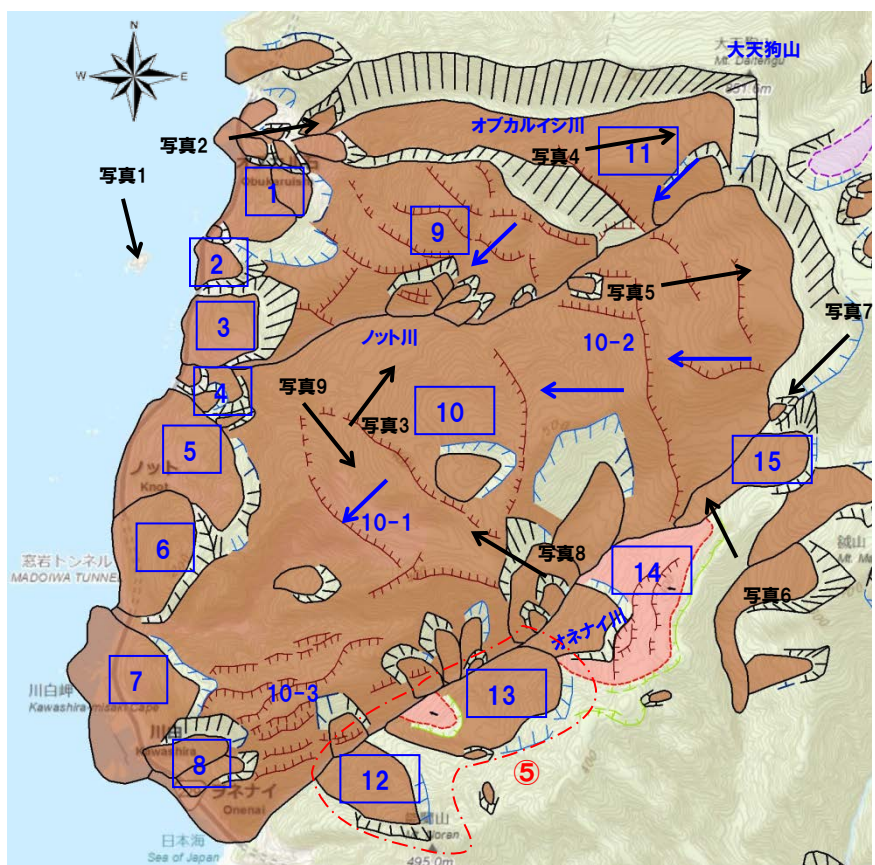 N
W
E
S
大天狗山
Mt. Daitengu
オブカルイシ川
写真2
写真4
11
写真1
Obukaruishi
1
9
2
写真5
写真7
3
ノット川
10-2
4
写真9
10
写真3
5
15
ノット
Knot
10-1
6
窓岩トンネル
MADOIWA TUNNEL
写真8
14
写真6
オネナイ川
7
13
川白岬
Kawashira-misaki Cape
10-3
川白
Kawashira
8
12
⑤
Onenai
日本海
Sea of Japan
495.0m